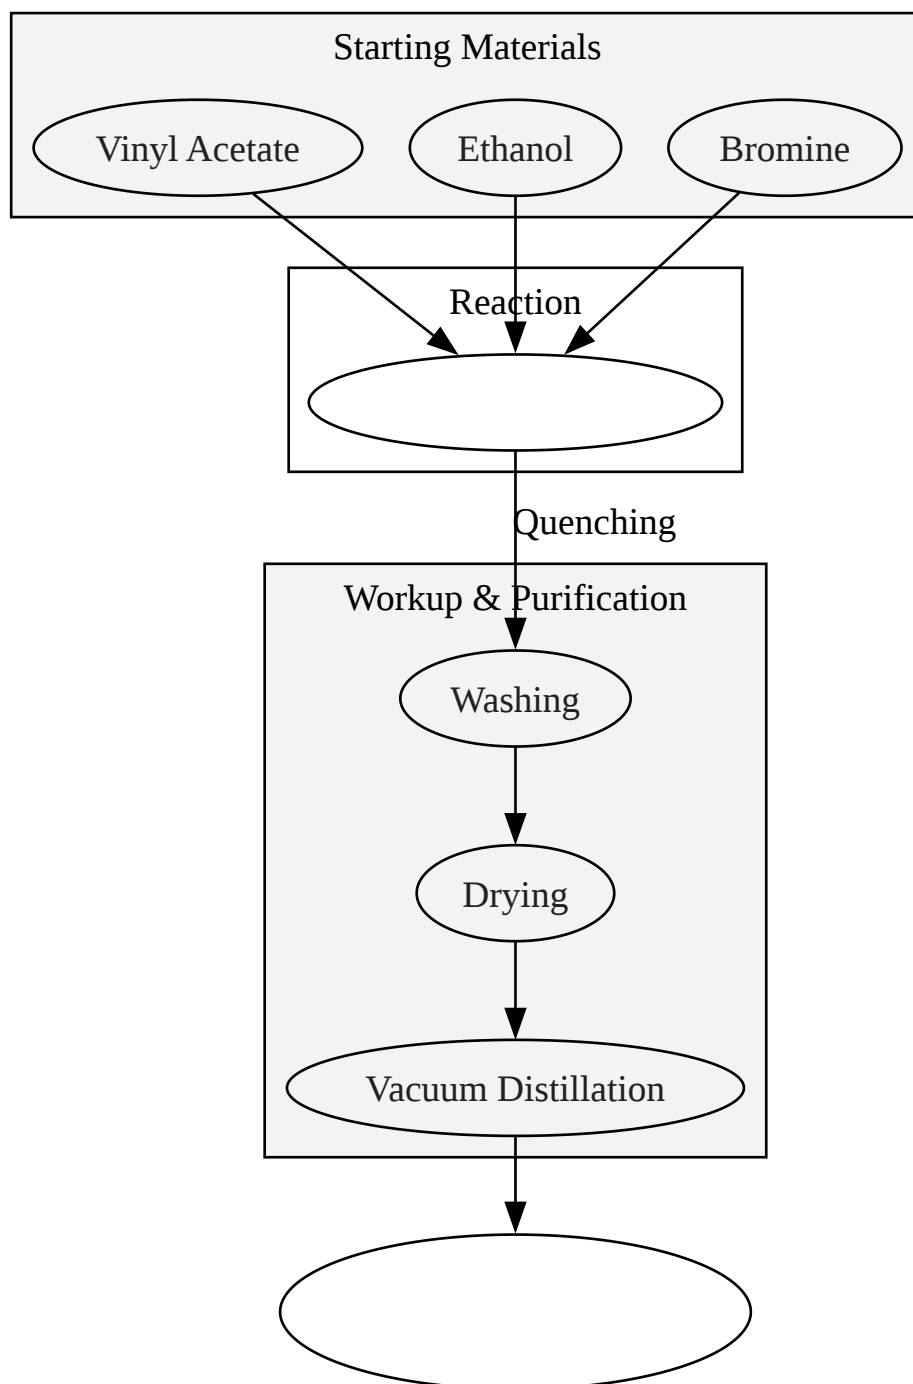 Starting Materials
Vinyl Acetate
Ethanol
Bromine
Reaction
Quenching
Workup & Purification
Washing
Drying
Vacuum Distillation